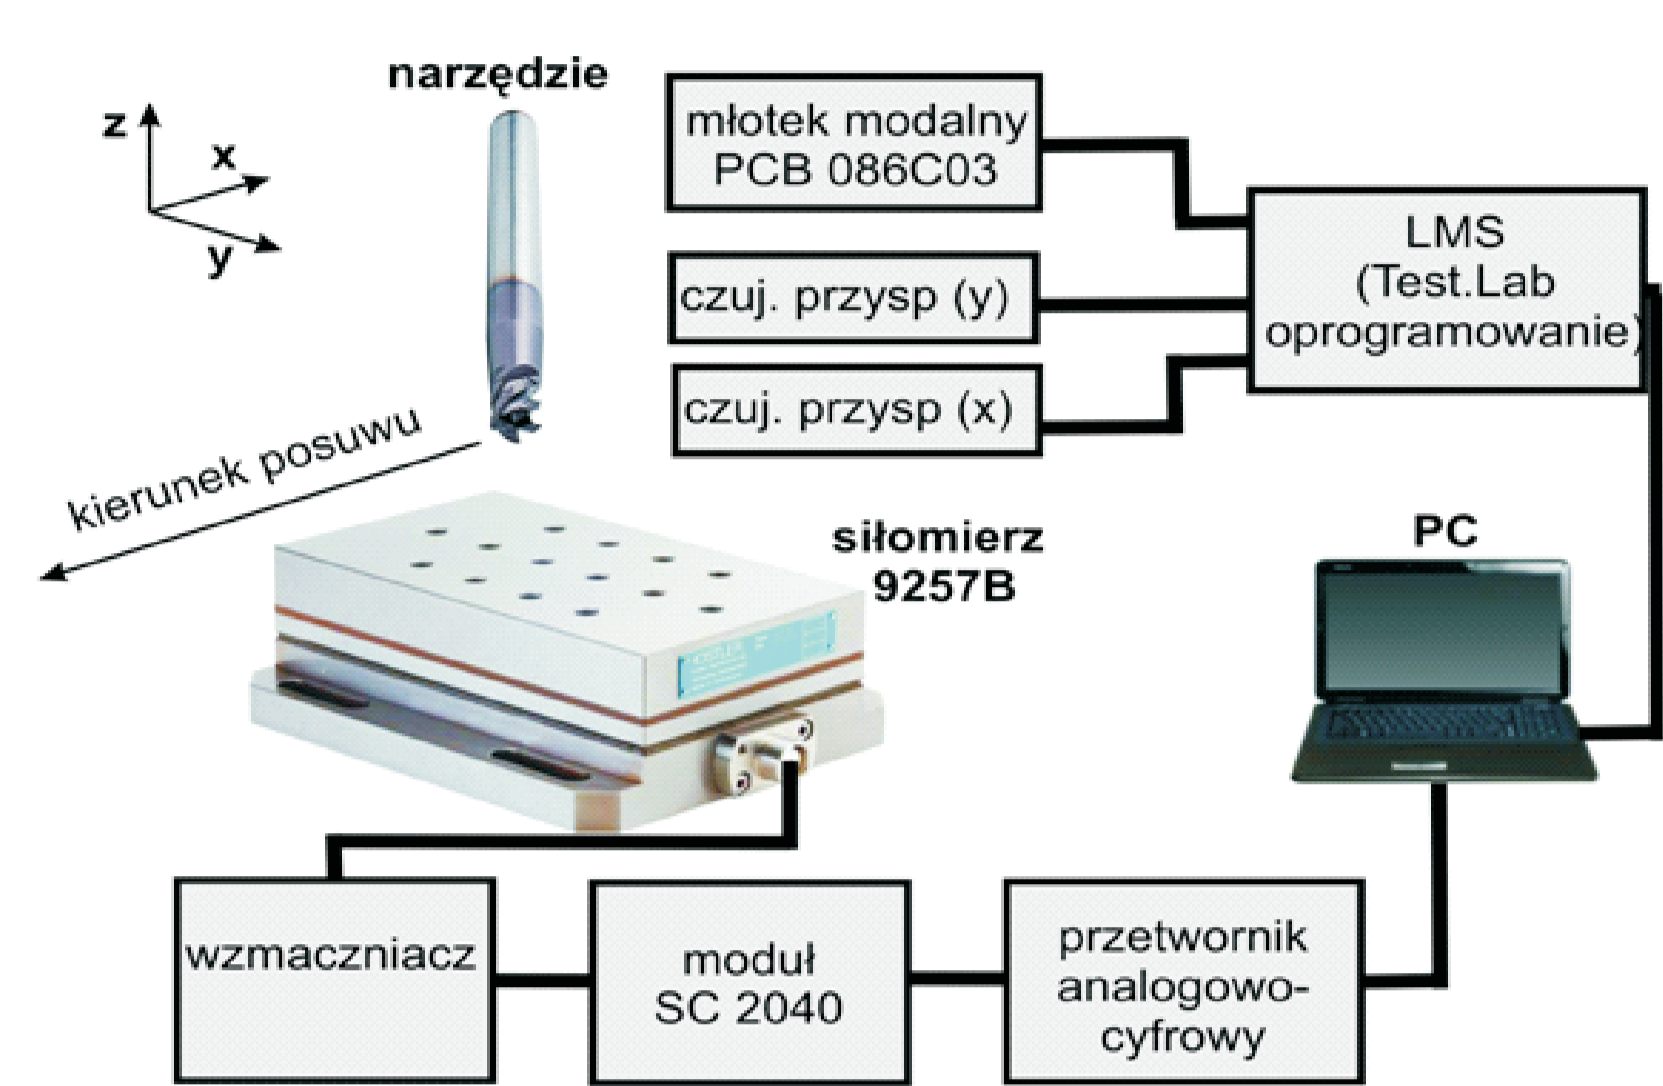 narzędzie
z
x
y
kierunek posuwu
młotek modalny
PCB 086C03
czuj. przysp (y)
czuj. przysp (x)
LMS
(Test.Lab
oprogramowanie)
siłomierz
9257B
PC
wzmaczniacz
moduł
SC 2040
przetwornik
analogowo-
cyfrowy